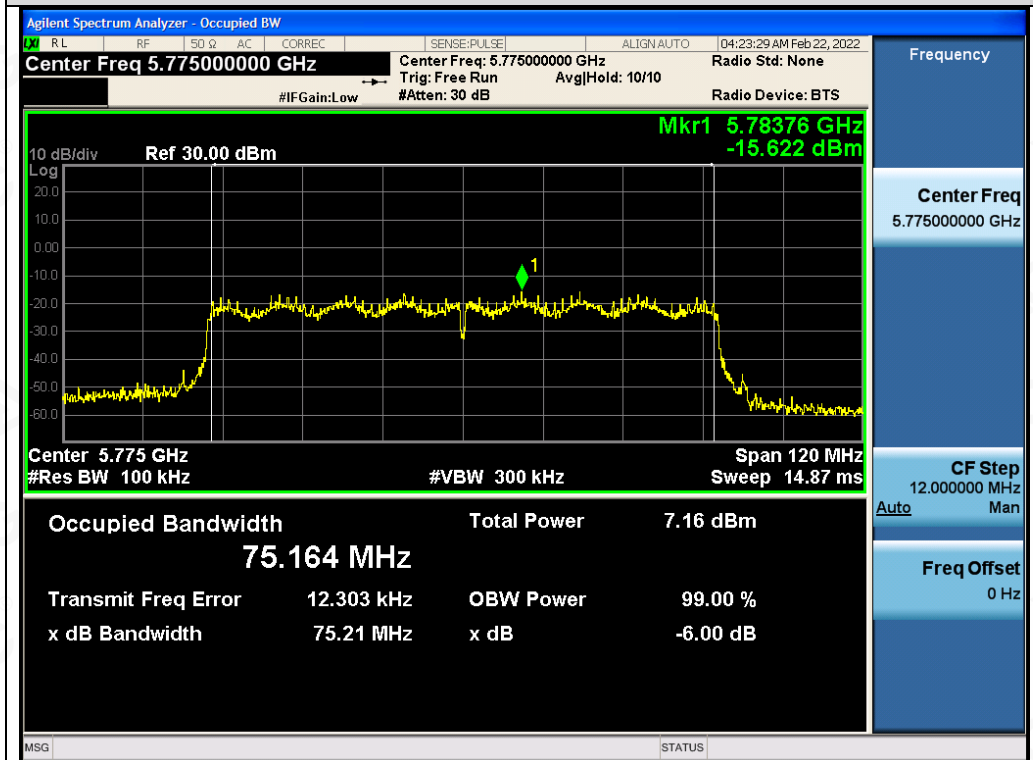 Agilent Spectrum Analyzer - Occupied BW
LXI RL RF 50 Ω AC CORREC SENSE:PULSE ALIGN AUTO 04:23:29 AM Feb 22, 2022
Center Freq 5.775000000 GHz
Center Freq: 5.775000000 GHz Radio Std: None
Trig: Free Run Avg|Hold: 10/10
#IFGain:Low #Atten: 30 dB Radio Device: BTS
Mkr1 5.78376 GHz
-15.622 dBm
10 dB/div Ref 30.00 dBm
Log
20.0
10.0
0.00
-10.0
-20.0
-30.0
-40.0
-50.0
-60.0
1
Center 5.775 GHz Span 120 MHz
#Res BW 100 kHz #VBW 300 kHz Sweep 14.87 ms
Occupied Bandwidth Total Power 7.16 dBm
75.164 MHz
Transmit Freq Error 12.303 kHz OBW Power 99.00 %
x dB Bandwidth 75.21 MHz x dB -6.00 dB
MSG STATUS
Frequency
Center Freq
5.775000000 GHz
CF Step
12.000000 MHz
Auto Man
Freq Offset
0 Hz